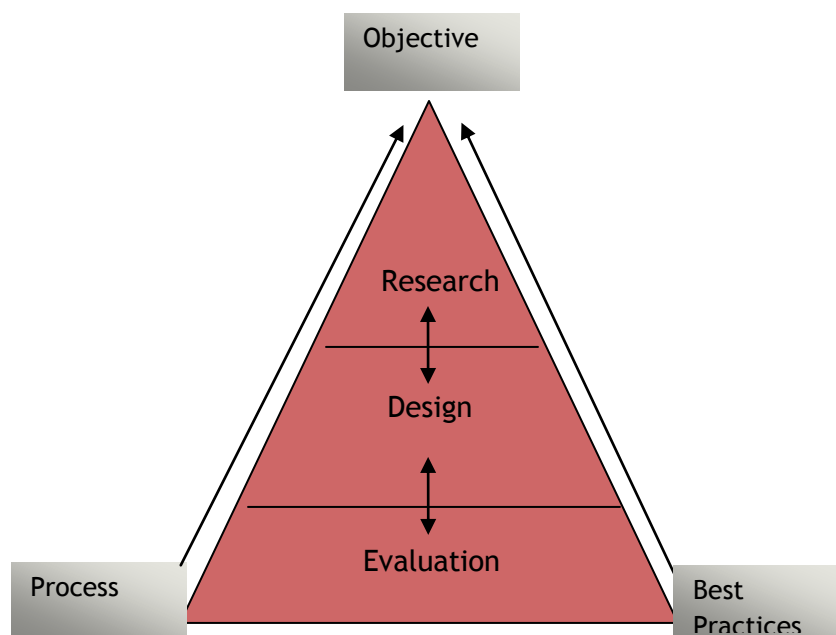 Objective
Research
Design
Evaluation
Process
Best
Practices